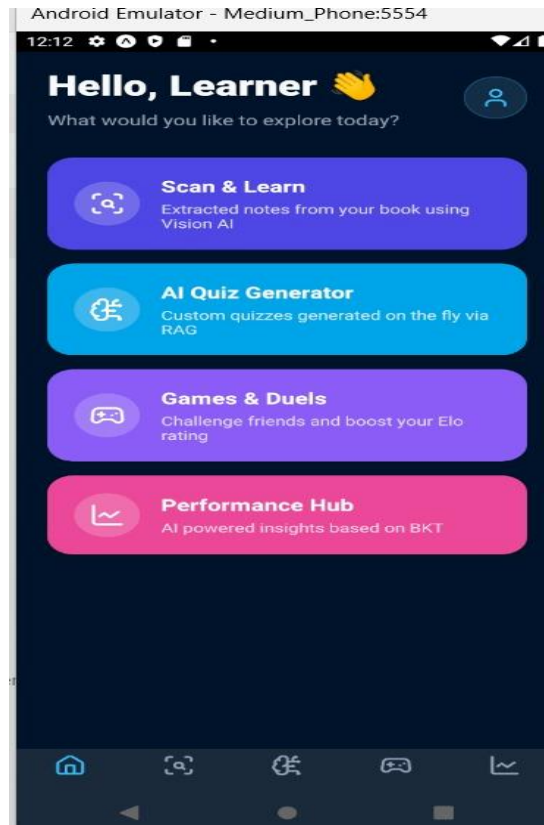 Android Emulator - Medium_Phone:5554
12:12
Hello, Learner 👋
What would you like to explore today?
Scan & Learn
Extracted notes from your book using
Vision AI
AI Quiz Generator
Custom quizzes generated on the fly via
RAG
Games & Duels
Challenge friends and boost your Elo
rating
Performance Hub
AI powered insights based on BKT